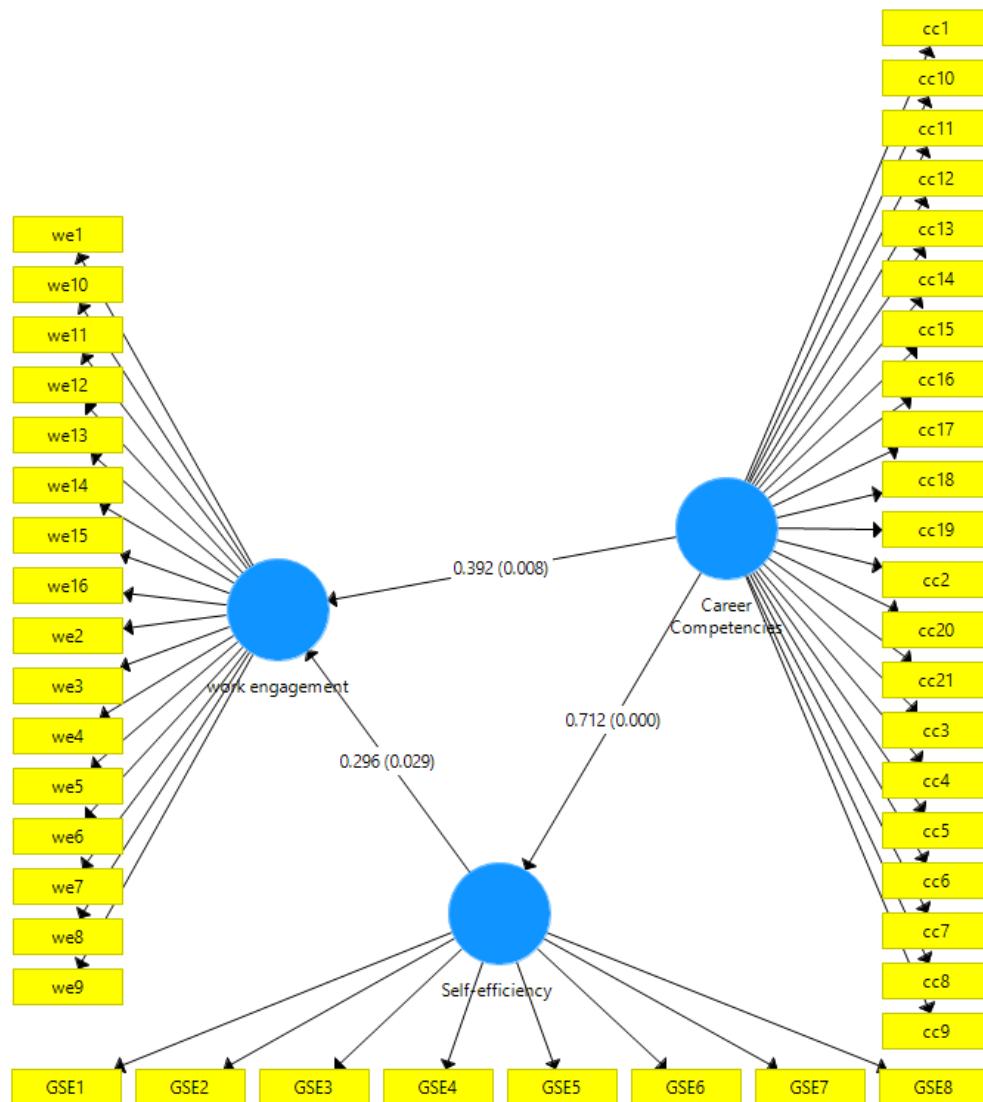 cc1
cc10
cc11
cc12
cc13
cc14
cc15
cc16
cc17
cc18
cc19
cc2
cc20
cc21
cc3
cc4
cc5
cc6
cc7
cc8
cc9
we1
we10
we11
we12
we13
we14
we15
we16
we2
we3
we4
we5
we6
we7
we8
we9
0.392 (0.008)
Career
Competencies
work engagement
0.712 (0.000)
0.296 (0.029)
Self-efficiency
GSE1
GSE2
GSE3
GSE4
GSE5
GSE6
GSE7
GSE8